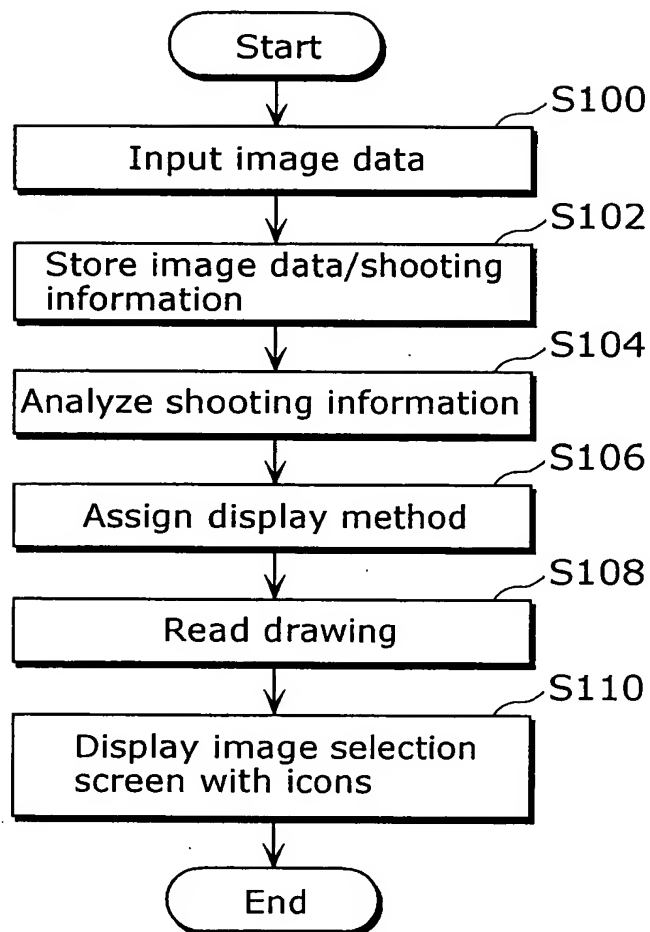 Start
S100
Input image data
S102
Store image data/shooting
information
S104
Analyze shooting information
S106
Assign display method
S108
Read drawing
S110
Display image selection
screen with icons
End